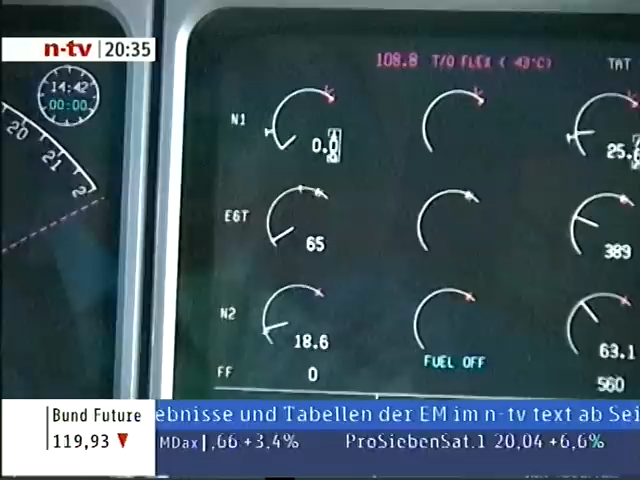 n-tv 20:35
108.8 T/O FLEX ( 43°C) TAT
14:42
00:00
20
21
N1
0.0
25.6
EGT
65
389
N2
18.6
63.1
FUEL OFF
FF
0
560
Bund Future
119,93
ebnisse und Tabellen der EM im n-tv text ab Sei
MDax ,66 +3,4% ProSiebenSat.1 20,04 +6,6%